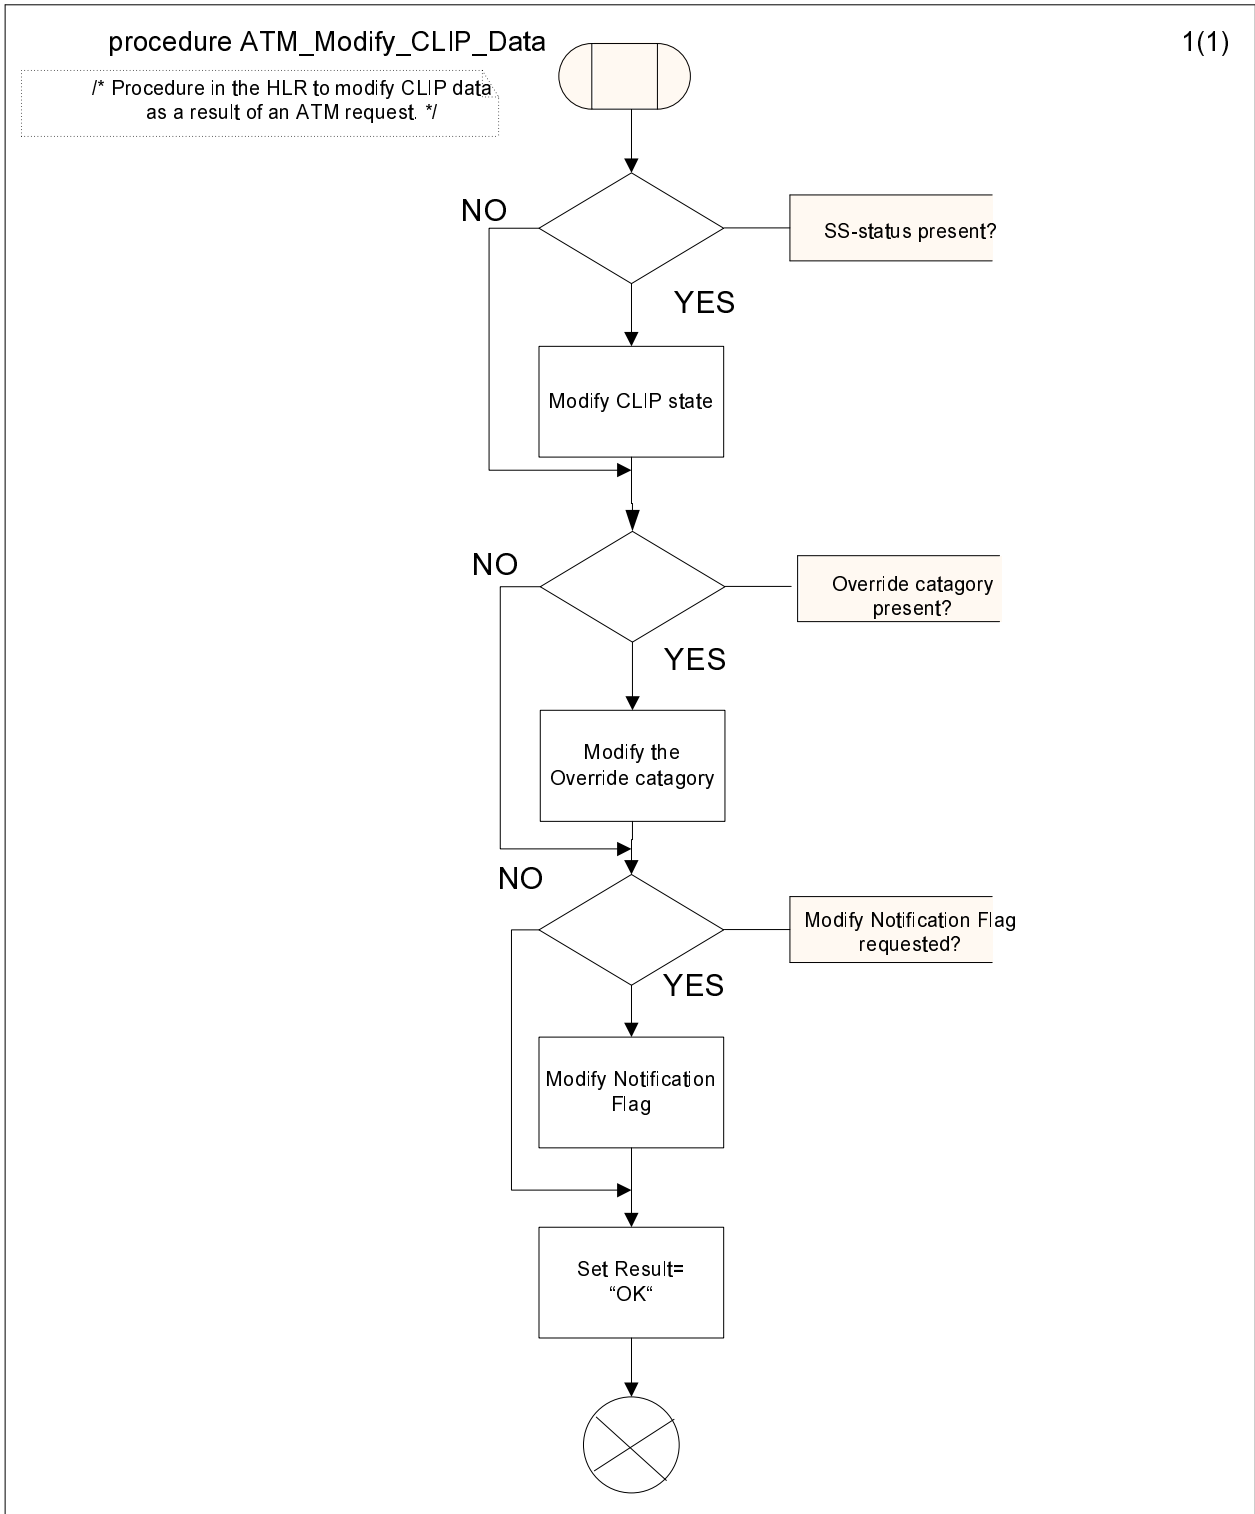 procedure ATM_Modify_CLIP_Data
1(1)
/* Procedure in the HLR to modify CLIP data
as a result of an ATM request. */
NO
SS-status present?
YES
Modify CLIP state
NO
Override catagory
present?
YES
Modify the
Override catagory
NO
Modify Notification Flag
requested?
YES
Modify Notification
Flag
Set Result=
“OK“